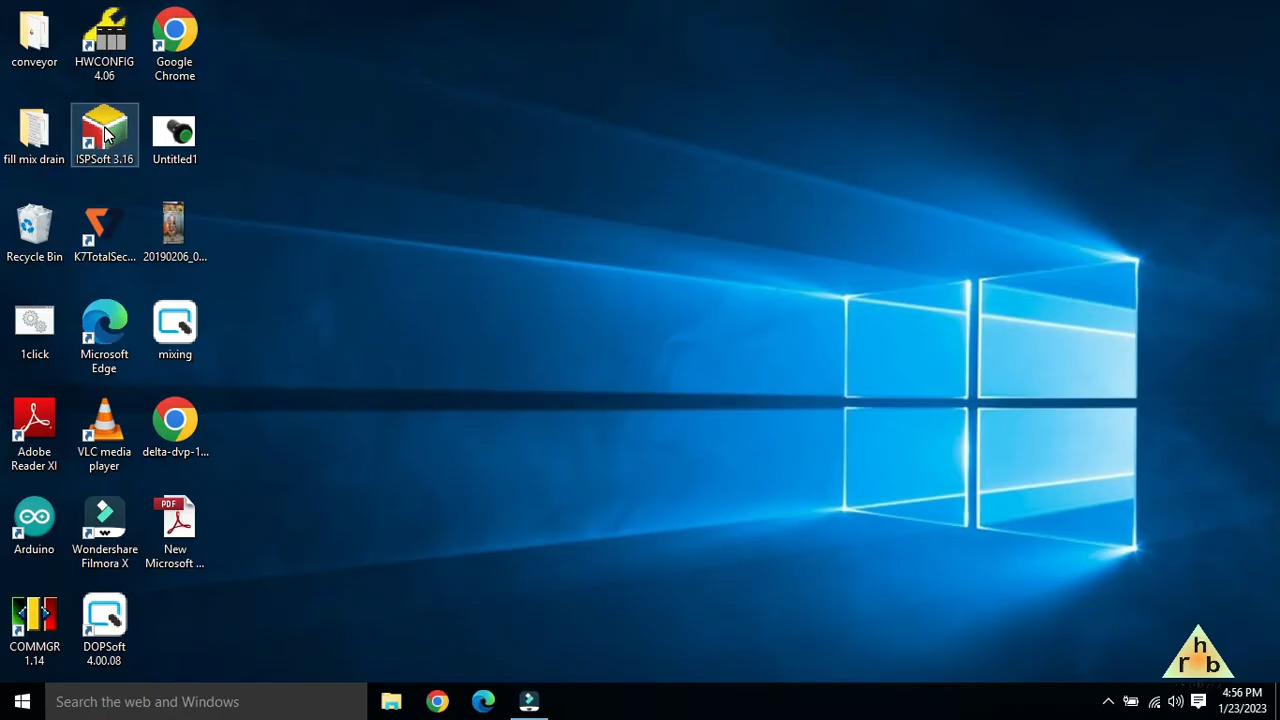 conveyor
HWCONFIG
4.06
Google
Chrome
fill mix drain
ISPSoft 3.16
Untitled1
Recycle Bin
K7TotalSec...
20190206_0...
1click
Microsoft
Edge
mixing
Adobe
Reader XI
VLC media
player
delta-dvp-1...
Arduino
Wondershare
Filmora X
PDF
New
Microsoft ...
COMMGR
1.14
DOPSoft
4.00.08
h
r b
Search the web and Windows
4:56 PM
1/23/2023